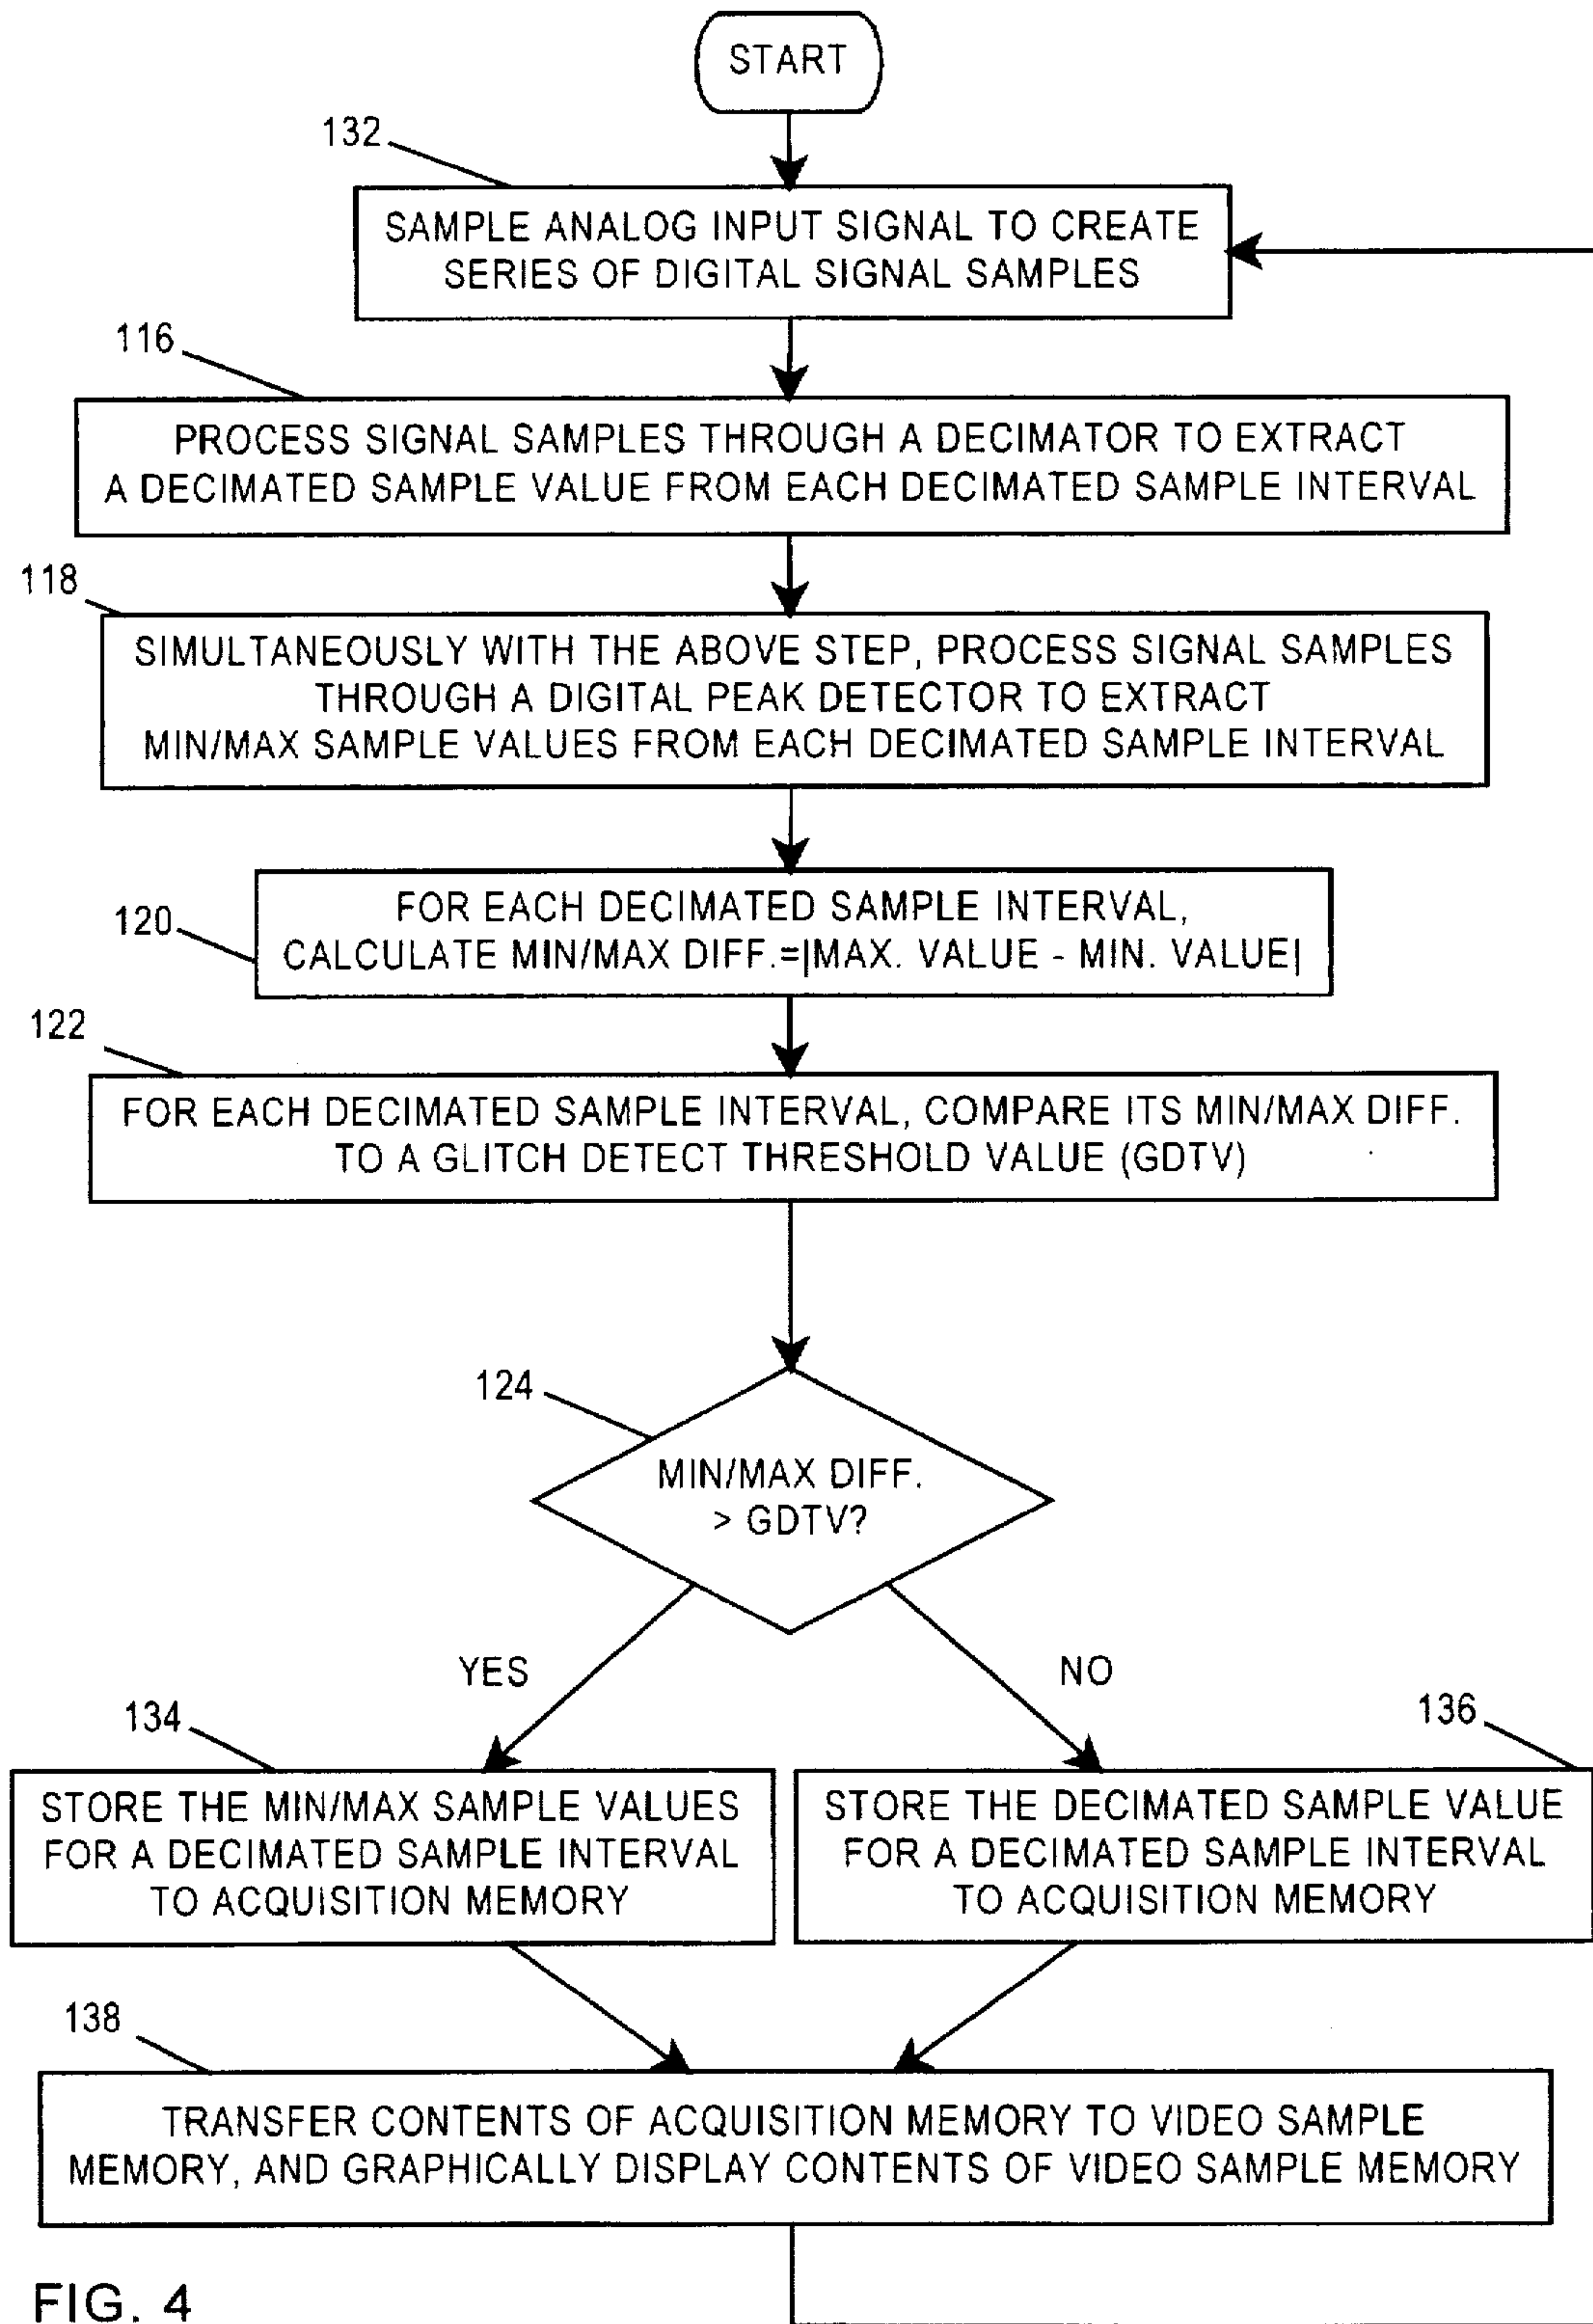 START
132
SAMPLE ANALOG INPUT SIGNAL TO CREATE
SERIES OF DIGITAL SIGNAL SAMPLES
116
PROCESS SIGNAL SAMPLES THROUGH A DECIMATOR TO EXTRACT
A DECIMATED SAMPLE VALUE FROM EACH DECIMATED SAMPLE INTERVAL
118
SIMULTANEOUSLY WITH THE ABOVE STEP, PROCESS SIGNAL SAMPLES
THROUGH A DIGITAL PEAK DETECTOR TO EXTRACT
MIN/MAX SAMPLE VALUES FROM EACH DECIMATED SAMPLE INTERVAL
120
FOR EACH DECIMATED SAMPLE INTERVAL,
CALCULATE MIN/MAX DIFF.=|MAX. VALUE - MIN. VALUE|
122
FOR EACH DECIMATED SAMPLE INTERVAL, COMPARE ITS MIN/MAX DIFF.
TO A GLITCH DETECT THRESHOLD VALUE (GDTV)
124
MIN/MAX DIFF.
> GDTV?
YES
NO
134
STORE THE MIN/MAX SAMPLE VALUES
FOR A DECIMATED SAMPLE INTERVAL
TO ACQUISITION MEMORY
136
STORE THE DECIMATED SAMPLE VALUE
FOR A DECIMATED SAMPLE INTERVAL
TO ACQUISITION MEMORY
138
TRANSFER CONTENTS OF ACQUISITION MEMORY TO VIDEO SAMPLE
MEMORY, AND GRAPHICALLY DISPLAY CONTENTS OF VIDEO SAMPLE MEMORY
FIG. 4